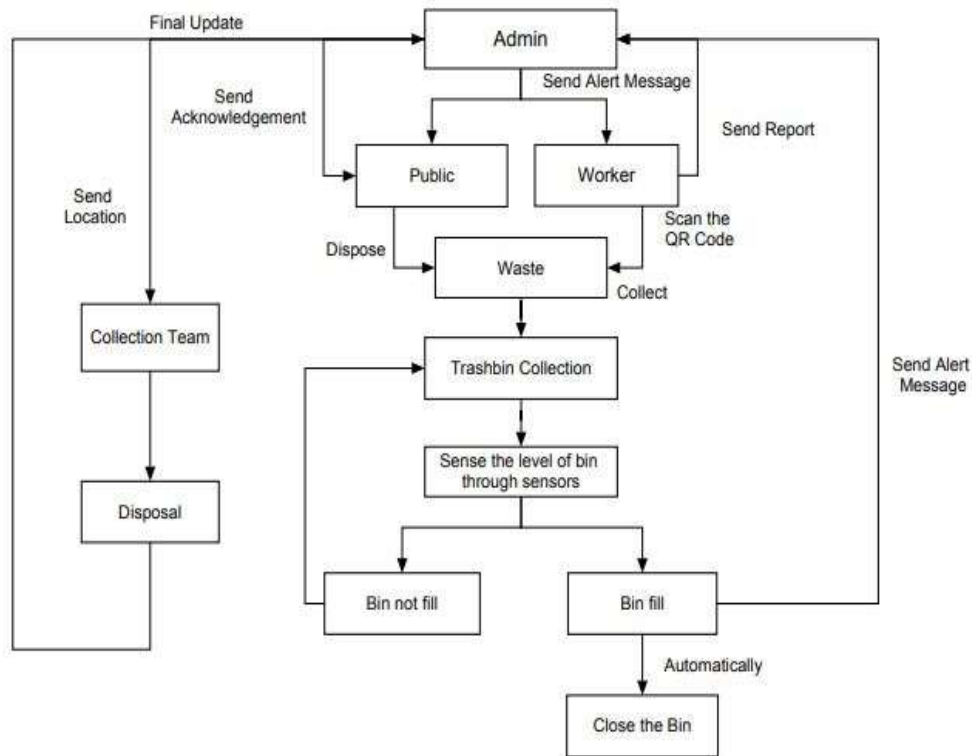 Final Update
Admin
Send Alert Message
Send
Acknowledgement
Send Report
Public
Worker
Send
Location
Scan the
QR Code
Dispose
Waste
Collect
Collection Team
Trashbin Collection
Send Alert
Message
Sense the level of bin
through sensors
Disposal
Bin not fill
Bin fill
Automatically
Close the Bin